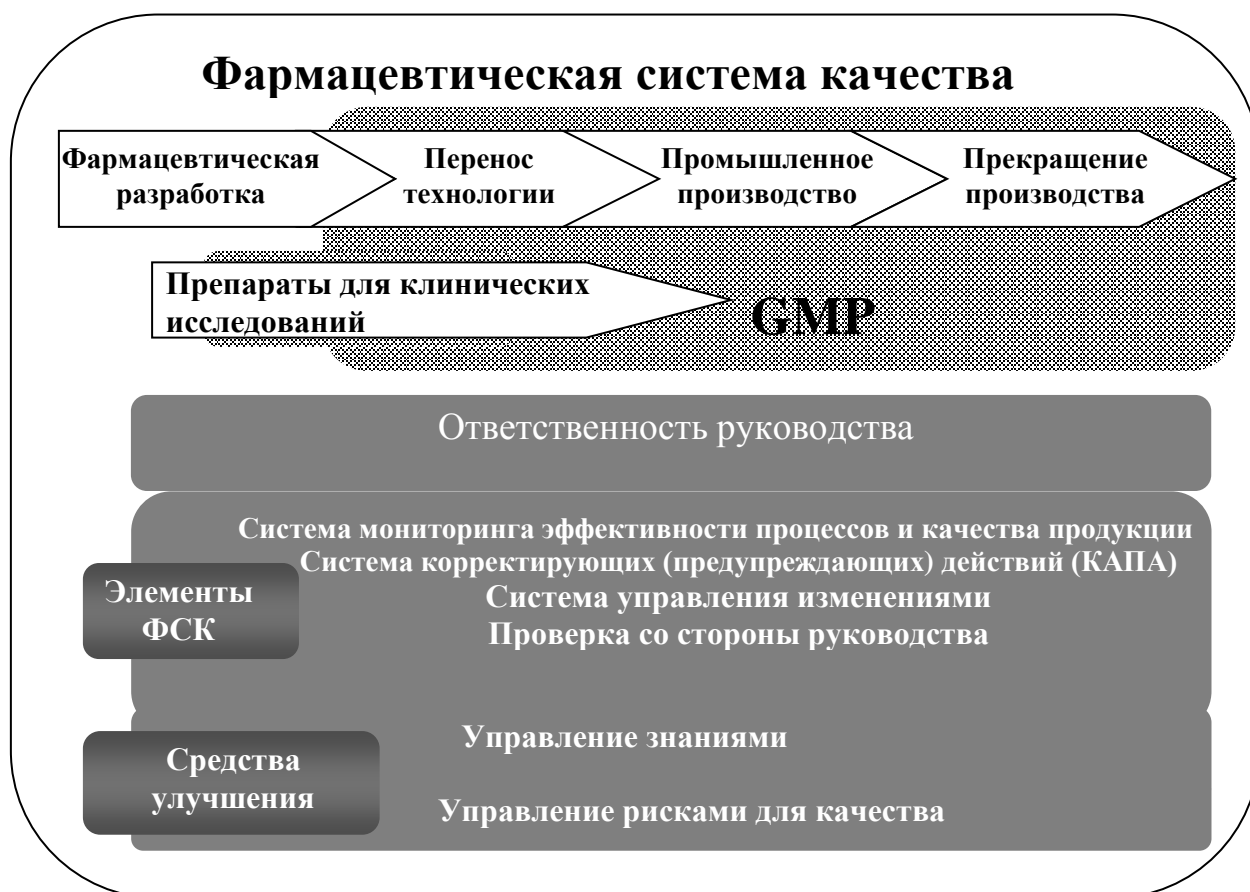 Фармацевтическая система качества
Фармацевтическая
разработка
Перенос
технологии
Промышленное
производство
Прекращение
производства
Препараты для клинических
исследований
GMP
Ответственность руководства
Система мониторинга эффективности процессов и качества продукции
Система корректирующих (предупреждающих) действий (КАПА)
Система управления изменениями
Проверка со стороны руководства
Элементы
ФСК
Управление знаниями
Средства
улучшения
Управление рисками для качества